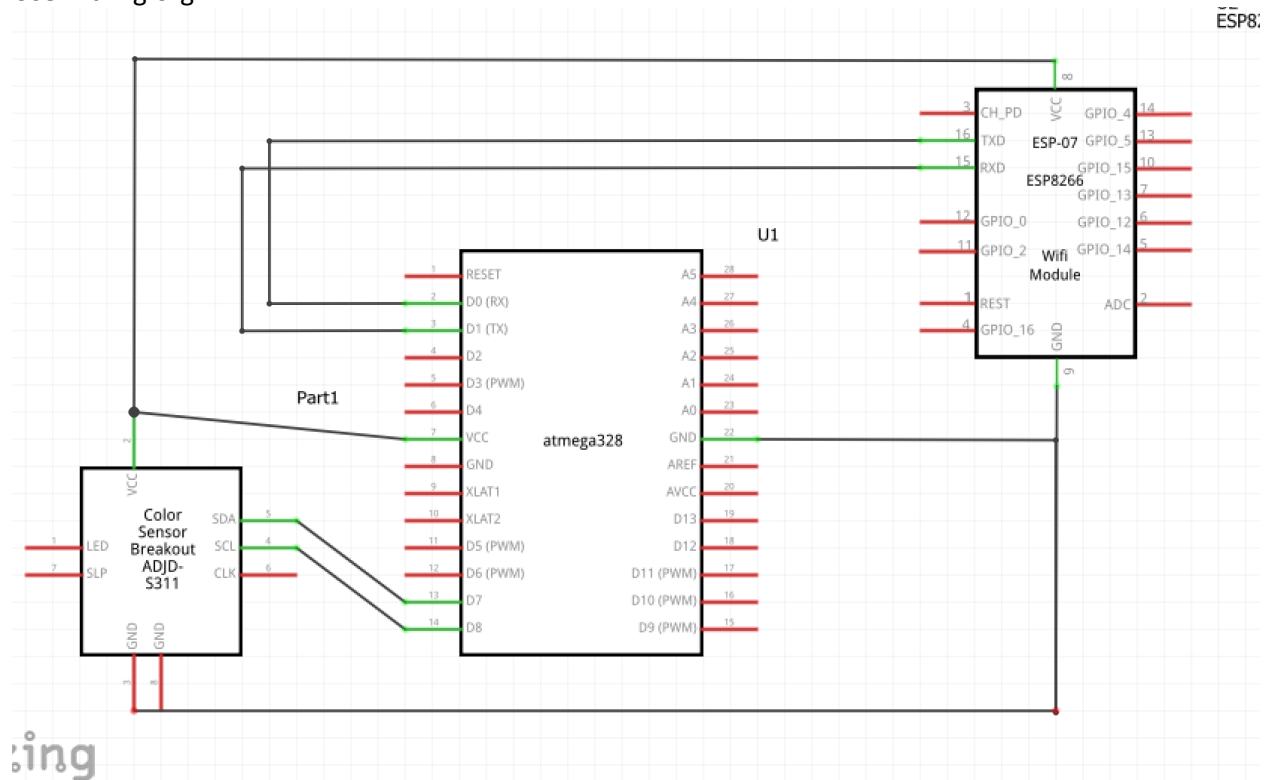 ESP82
8
VCC
3 CH_PD
GPIO_4 14
16 TXD
ESP-07
GPIO_5 13
15 RXD
GPIO_15 10
ESP8266
GPIO_13 7
12 GPIO_0
GPIO_12 6
11 GPIO_2
GPIO_14 5
Wifi
Module
1 REST
ADC 2
4 GPIO_16
GND
9
U1
1 RESET
A5 28
2 D0 (RX)
A4 27
3 D1 (TX)
A3 26
4 D2
A2 25
5 D3 (PWM)
A1 24
6 D4
A0 23
7 VCC
atmega328
GND 22
8 GND
AREF 21
9 XLAT1
AVCC 20
10 XLAT2
D13 19
11 D5 (PWM)
D12 18
12 D6 (PWM)
D11 (PWM) 17
13 D7
D10 (PWM) 16
14 D8
D9 (PWM) 15
Part1
2
VCC
Color
Sensor
Breakout
ADJD-
S311
SDA 5
1 LED
SCL 4
7 SLP
CLK 6
GND
GND
3
8
ing